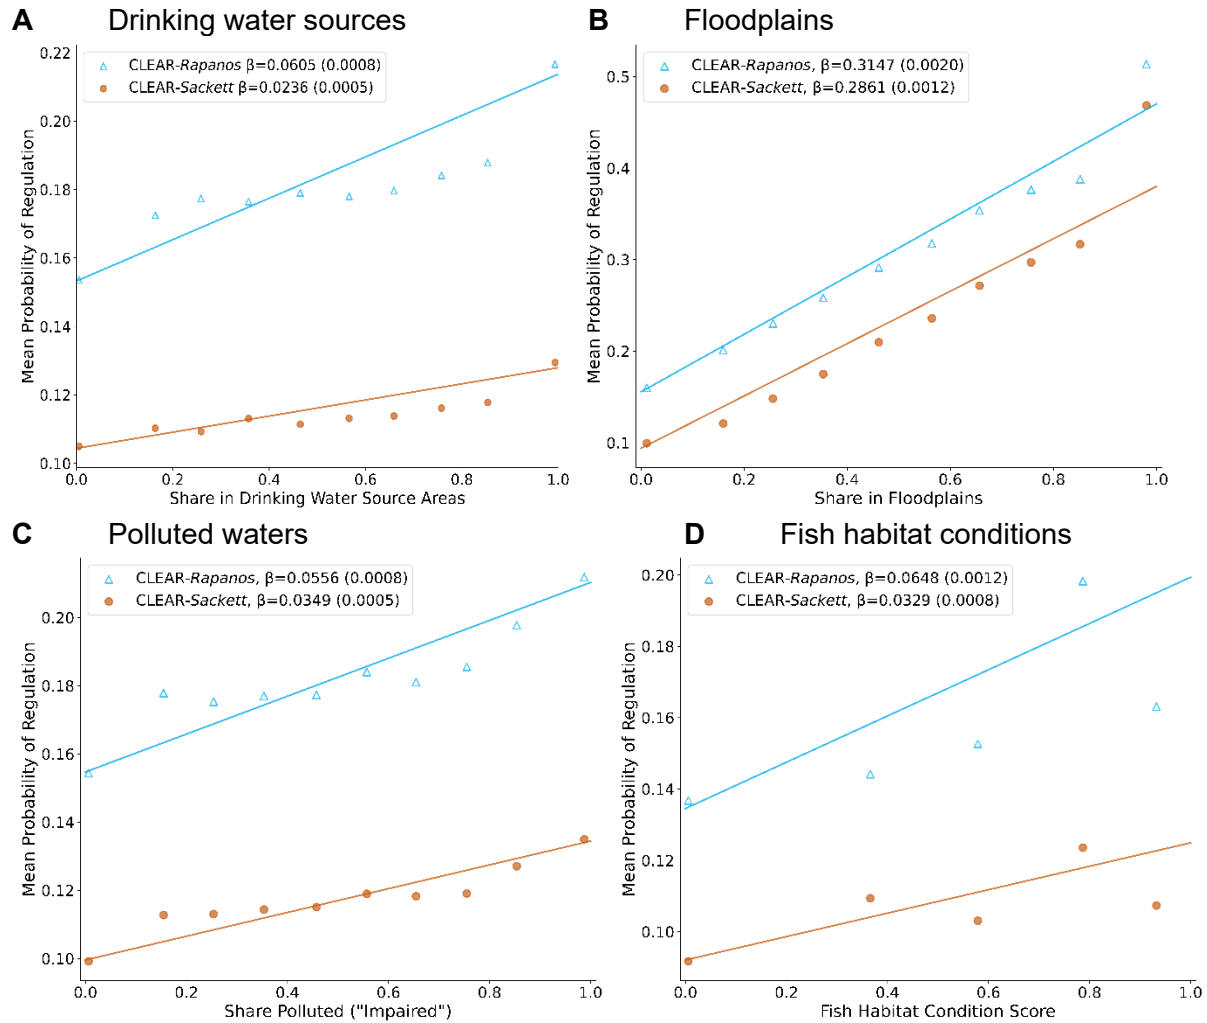 A Drinking water sources
CLEAR-Rapanos β=0.0605 (0.0008)
CLEAR-Sackett β=0.0236 (0.0005)
Mean Probability of Regulation
0.22
0.20
0.18
0.16
0.14
0.12
0.10
0.0 0.2 0.4 0.6 0.8 1.0
Share in Drinking Water Source Areas
B Floodplains
CLEAR-Rapanos, β=0.3147 (0.0020)
CLEAR-Sackett, β=0.2861 (0.0012)
Mean Probability of Regulation
0.5
0.4
0.3
0.2
0.1
0.0 0.2 0.4 0.6 0.8 1.0
Share in Floodplains
C Polluted waters
CLEAR-Rapanos, β=0.0556 (0.0008)
CLEAR-Sackett, β=0.0349 (0.0005)
Mean Probability of Regulation
0.20
0.18
0.16
0.14
0.12
0.10
0.0 0.2 0.4 0.6 0.8 1.0
Share Polluted ("Impaired")
D Fish habitat conditions
CLEAR-Rapanos, β=0.0648 (0.0012)
CLEAR-Sackett, β=0.0329 (0.0008)
Mean Probability of Regulation
0.20
0.18
0.16
0.14
0.12
0.10
0.0 0.2 0.4 0.6 0.8 1.0
Fish Habitat Condition Score